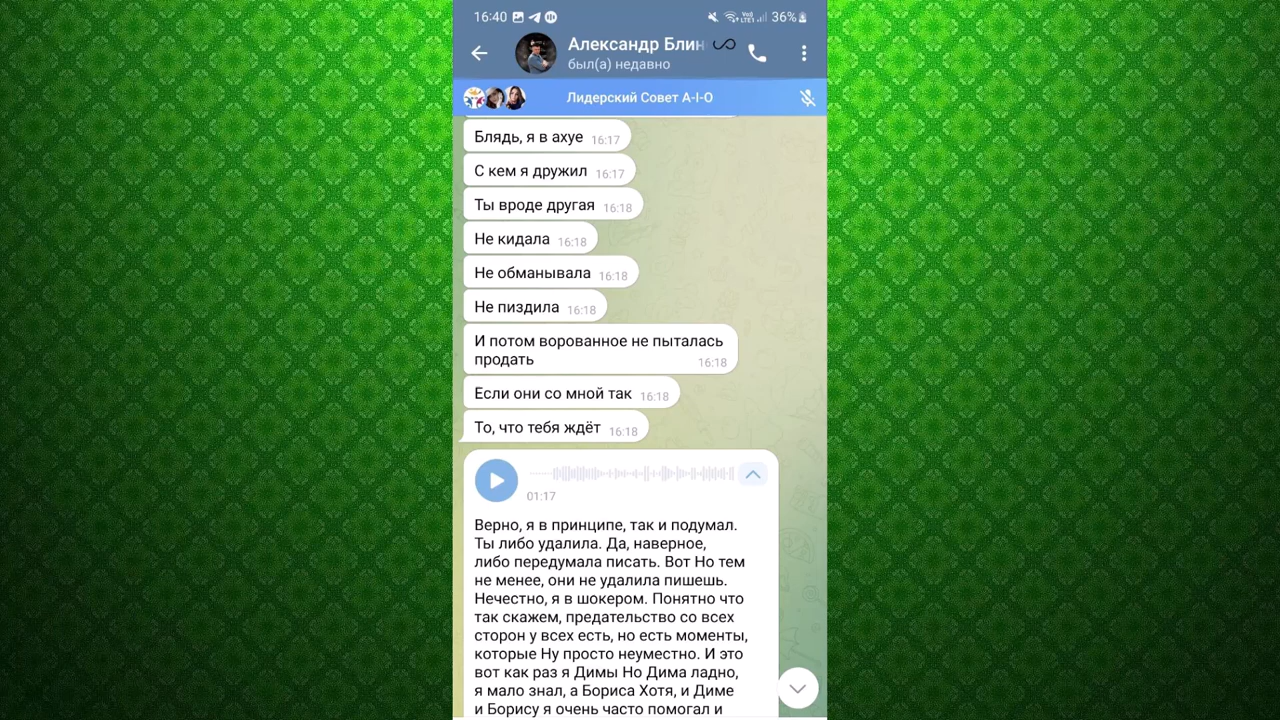 16:40 36%
Александр Блин
был(а) недавно
Лидерский Совет A-I-O
Блядь, я в ахуе 16:17
С кем я дружил 16:17
Ты вроде другая 16:18
Не кидала 16:18
Не обманывала 16:18
Не пиздила 16:18
И потом ворованное не пыталась
продать 16:18
Если они со мной так 16:18
То, что тебя ждёт 16:18
01:17
Верно, я в принципе, так и подумал.
Ты либо удалила. Да, наверное,
либо передумала писать. Вот Но тем
не менее, они не удалила пишешь.
Нечестно, я в шокером. Понятно что
так скажем, предательство со всех
сторон у всех есть, но есть моменты,
которые Ну просто неуместно. И это
вот как раз я Димы Но Дима ладно,
я мало знал, а Бориса Хотя, и Диме
и Борису я очень часто помогал и